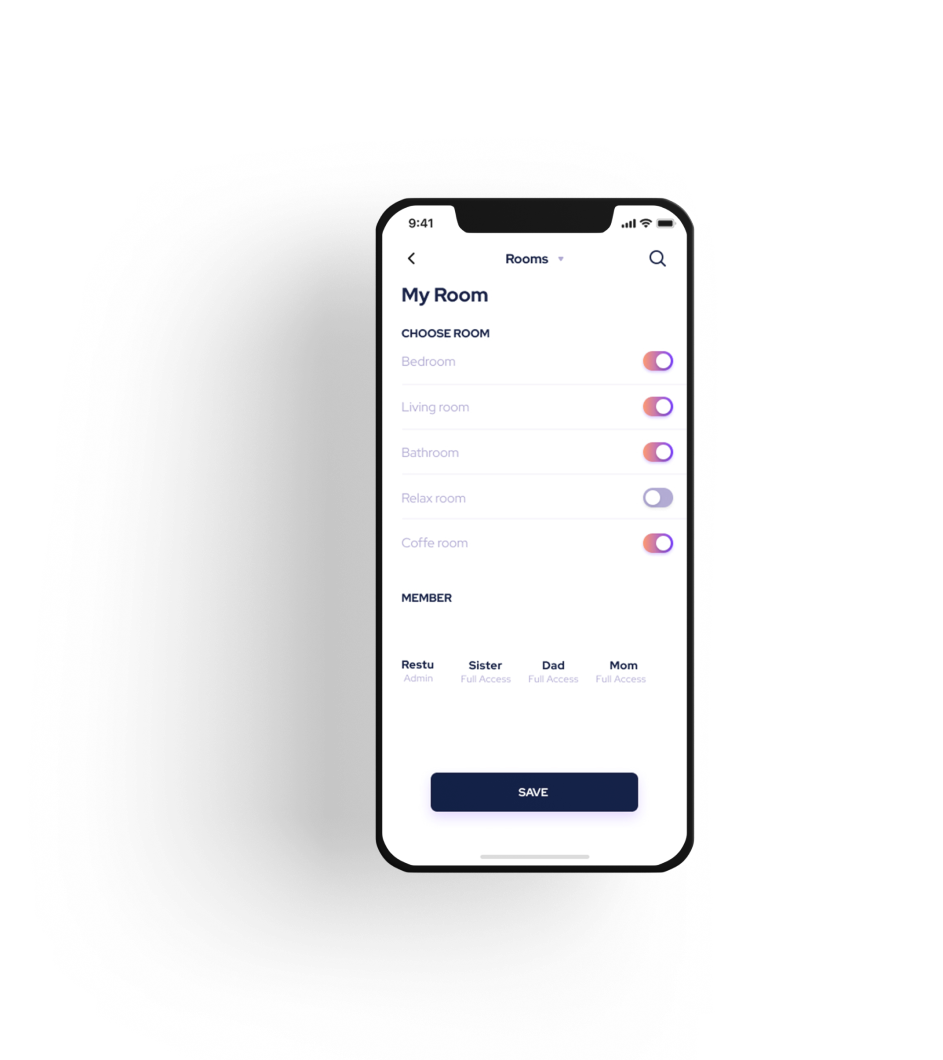 9:41
Rooms
My Room
CHOOSE ROOM
Bedroom
Living room
Bathroom
Relax room
Coffe room
MEMBER
Restu Sister Dad Mom
Admin Full Access Full Access Full Access
SAVE